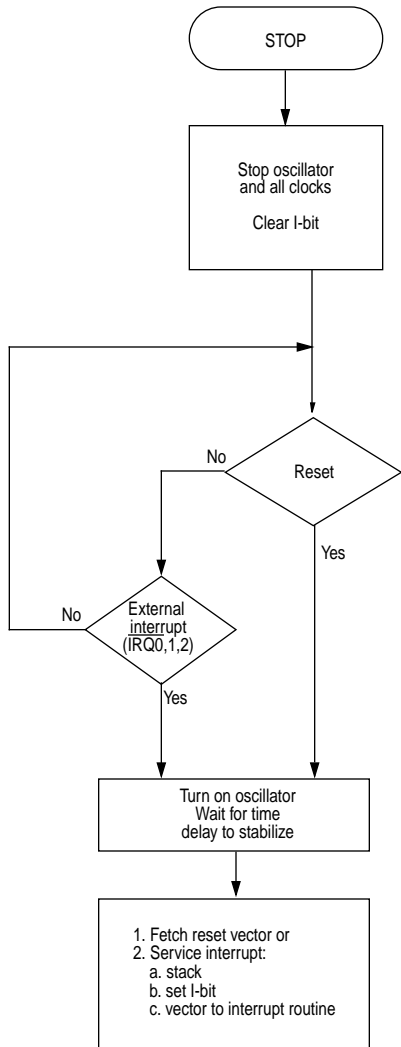 STOP
Stop oscillator
and all clocks
Clear I-bit
No
Reset
Yes
No
External
interrupt
(IRQ0,1,2)
Yes
Turn on oscillator
Wait for time
delay to stabilize
1. Fetch reset vector or
2. Service interrupt:
a. stack
b. set I-bit
c. vector to interrupt routine